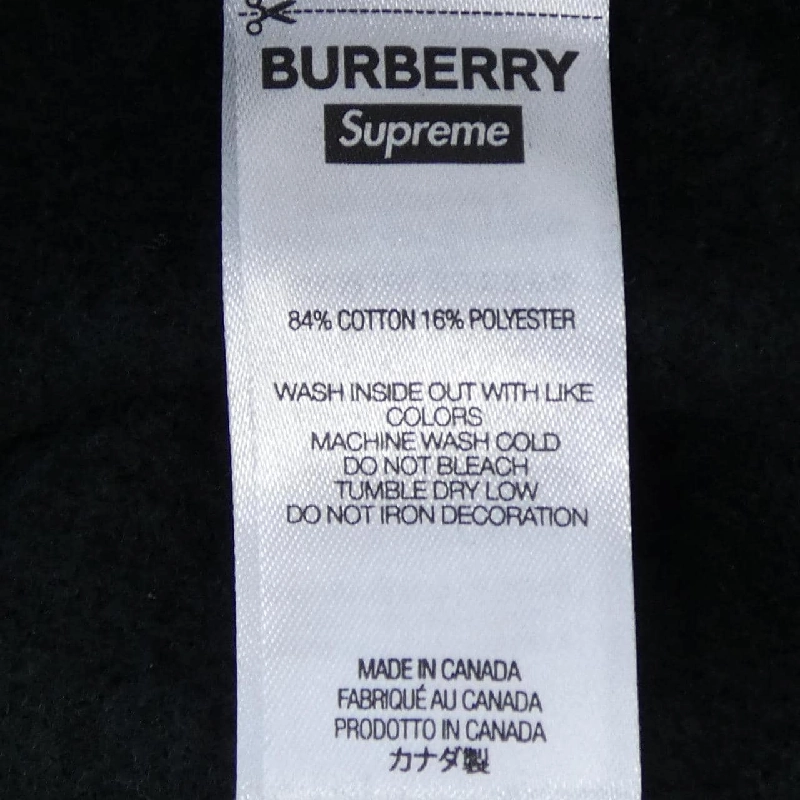 BURBERRY
Supreme
84% COTTON 16% POLYESTER
WASH INSIDE OUT WITH LIKE
COLORS
MACHINE WASH COLD
DO NOT BLEACH
TUMBLE DRY LOW
DO NOT IRON DECORATION
MADE IN CANADA
FABRIQUÉ AU CANADA
PRODOTTO IN CANADA
カナダ製